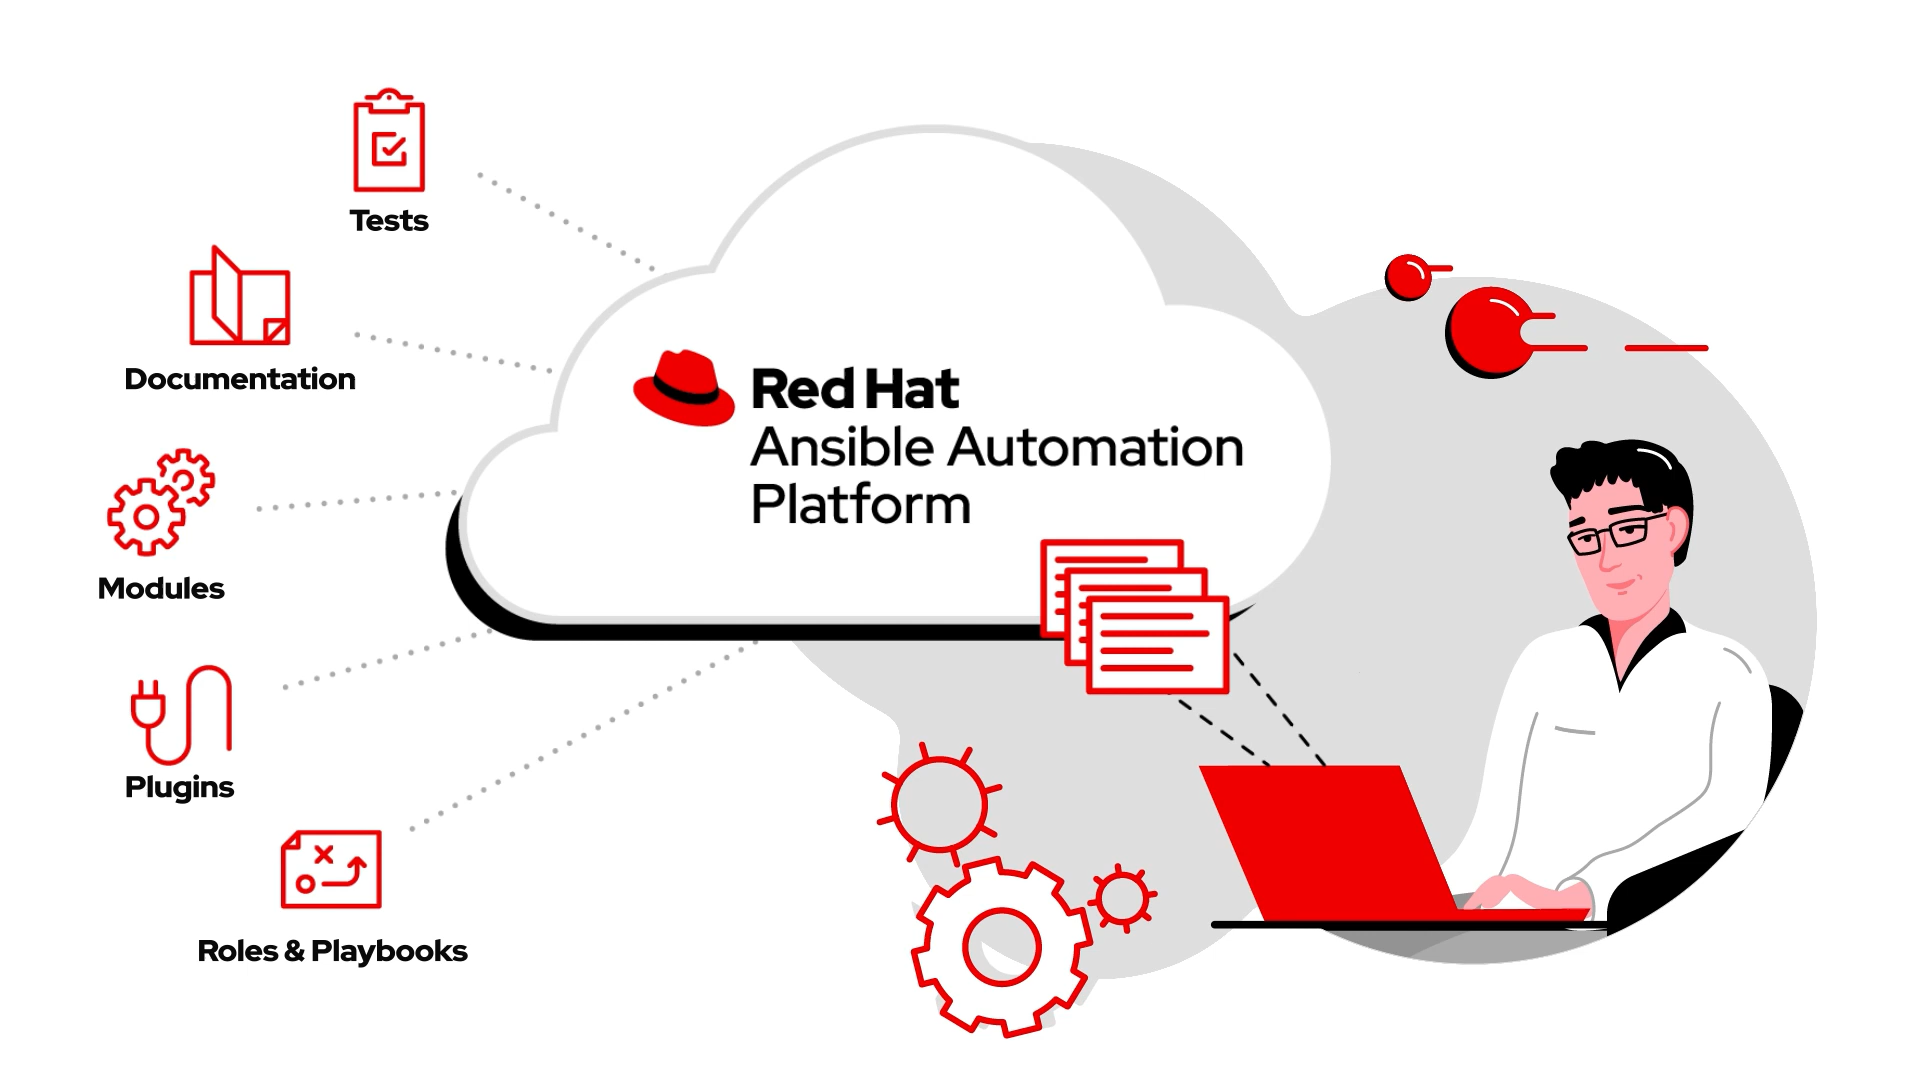 Tests
Documentation
Modules
Plugins
Roles & Playbooks
Red Hat
Ansible Automation
Platform